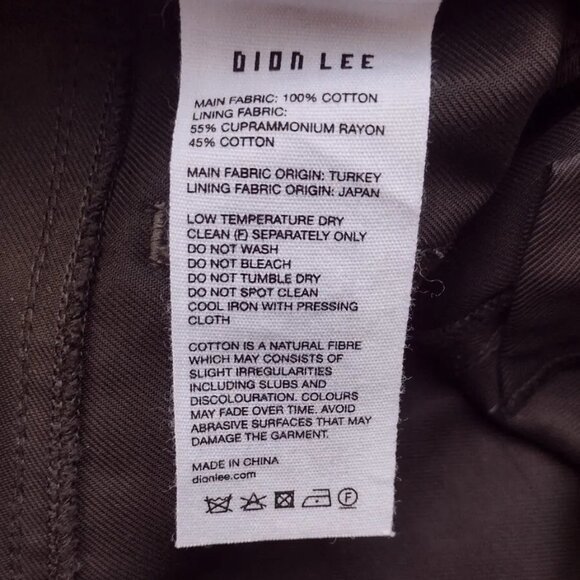 DION LEE
MAIN FABRIC: 100% COTTON
LINING FABRIC:
55% CUPRAMMONIUM RAYON
45% COTTON
MAIN FABRIC ORIGIN: TURKEY
LINING FABRIC ORIGIN: JAPAN
LOW TEMPERATURE DRY
CLEAN (F) SEPARATELY ONLY
DO NOT WASH
DO NOT BLEACH
DO NOT TUMBLE DRY
DO NOT SPOT CLEAN
COOL IRON WITH PRESSING
CLOTH
COTTON IS A NATURAL FIBRE
WHICH MAY CONSISTS OF
SLIGHT IRREGULARITIES
INCLUDING SLUBS AND
DISCOLOURATION. COLOURS
MAY FADE OVER TIME. AVOID
ABRASIVE SURFACES THAT MAY
DAMAGE THE GARMENT.
MADE IN CHINA
dionlee.com
F